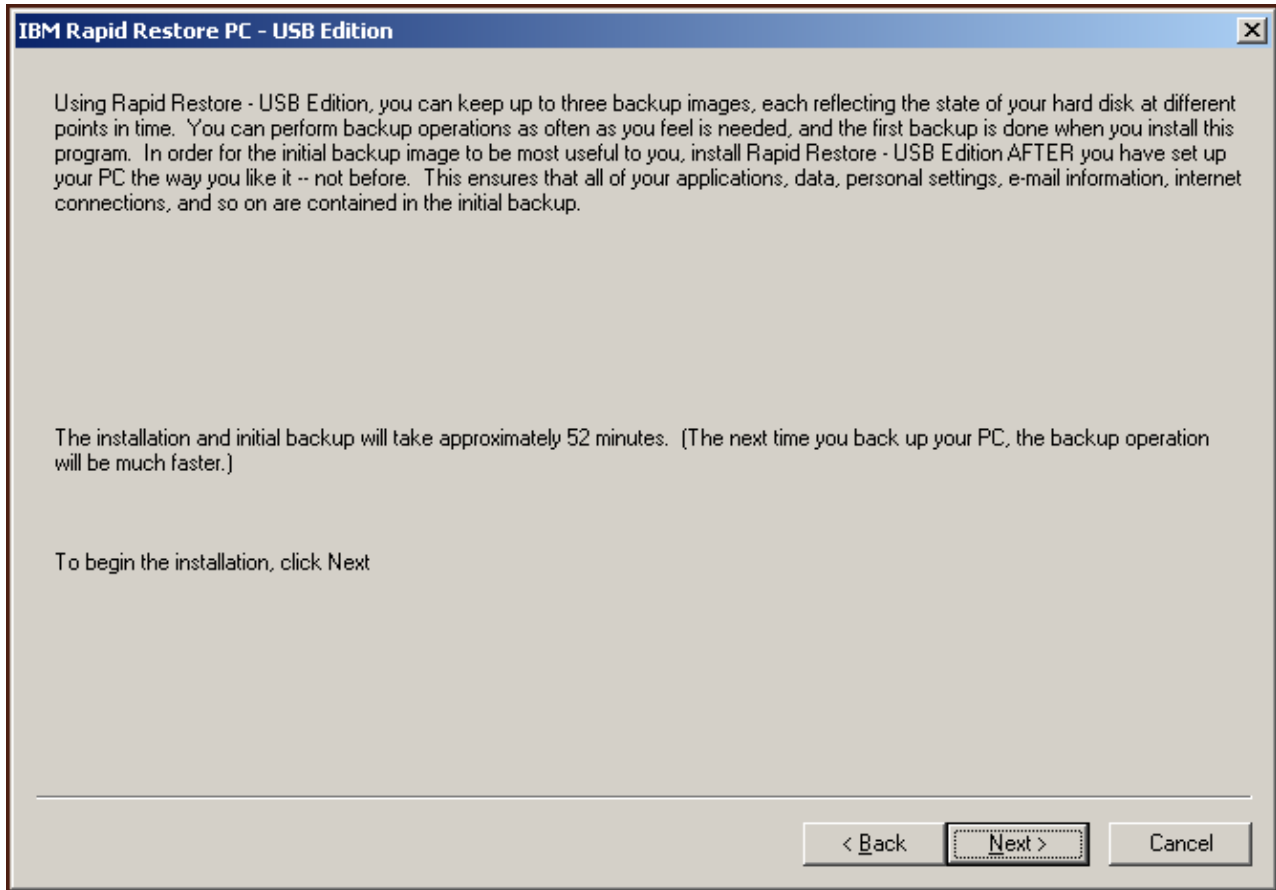 IBM Rapid Restore PC - USB Edition
Using Rapid Restore - USB Edition, you can keep up to three backup images, each reflecting the state of your hard disk at different
points in time.  You can perform backup operations as often as you feel is needed, and the first backup is done when you install this
program.  In order for the initial backup image to be most useful to you, install Rapid Restore - USB Edition AFTER you have set up
your PC the way you like it -- not before.  This ensures that all of your applications, data, personal settings, e-mail information, internet
connections, and so on are contained in the initial backup.
The installation and initial backup will take approximately 52 minutes.  (The next time you back up your PC, the backup operation
will be much faster.)
To begin the installation, click Next
< Back
Next >
Cancel